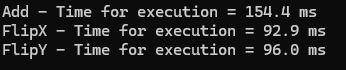 Add - Time for execution = 154.4 ms
FlipX - Time for execution = 92.9 ms
FlipY - Time for execution = 96.0 ms